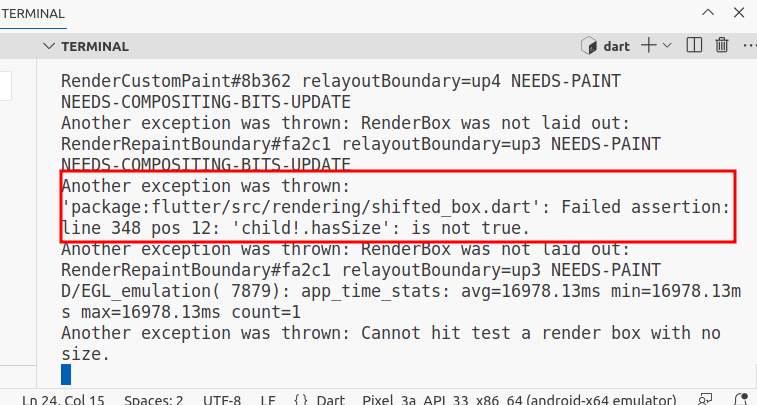 TERMINAL
TERMINAL
dart
RenderCustomPaint#8b362 relayoutBoundary=up4 NEEDS-PAINT
NEEDS-COMPOSITING-BITS-UPDATE
Another exception was thrown: RenderBox was not laid out:
RenderRepaintBoundary#fa2c1 relayoutBoundary=up3 NEEDS-PAINT
NEEDS-COMPOSITING-BITS-UPDATE
Another exception was thrown:
'package:flutter/src/rendering/shifted_box.dart': Failed assertion:
line 348 pos 12: 'child!.hasSize': is not true.
Another exception was thrown: RenderBox was not laid out:
RenderRepaintBoundary#fa2c1 relayoutBoundary=up3 NEEDS-PAINT
D/EGL_emulation( 7879): app_time_stats: avg=16978.13ms min=16978.13m
s max=16978.13ms count=1
Another exception was thrown: Cannot hit test a render box with no
size.
Ln 24, Col 15 Spaces: 2 UTF-8 LF {} Dart Pixel_3a_API_33_x86_64 (android-x64 emulator)